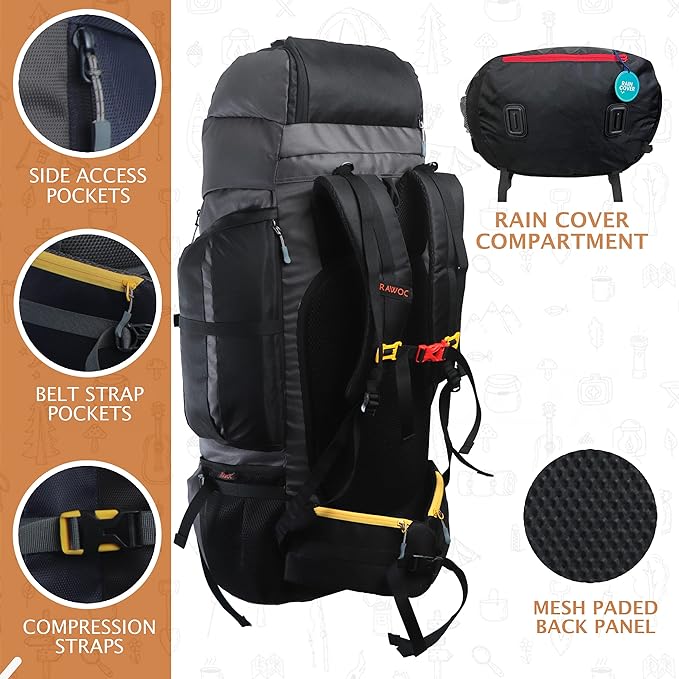 SIDE ACCESS
POCKETS
BELT STRAP
POCKETS
COMPRESSION
STRAPS
RAWOC
RAIN
COVER
RAIN COVER
COMPARTMENT
MESH PADED
BACK PANEL